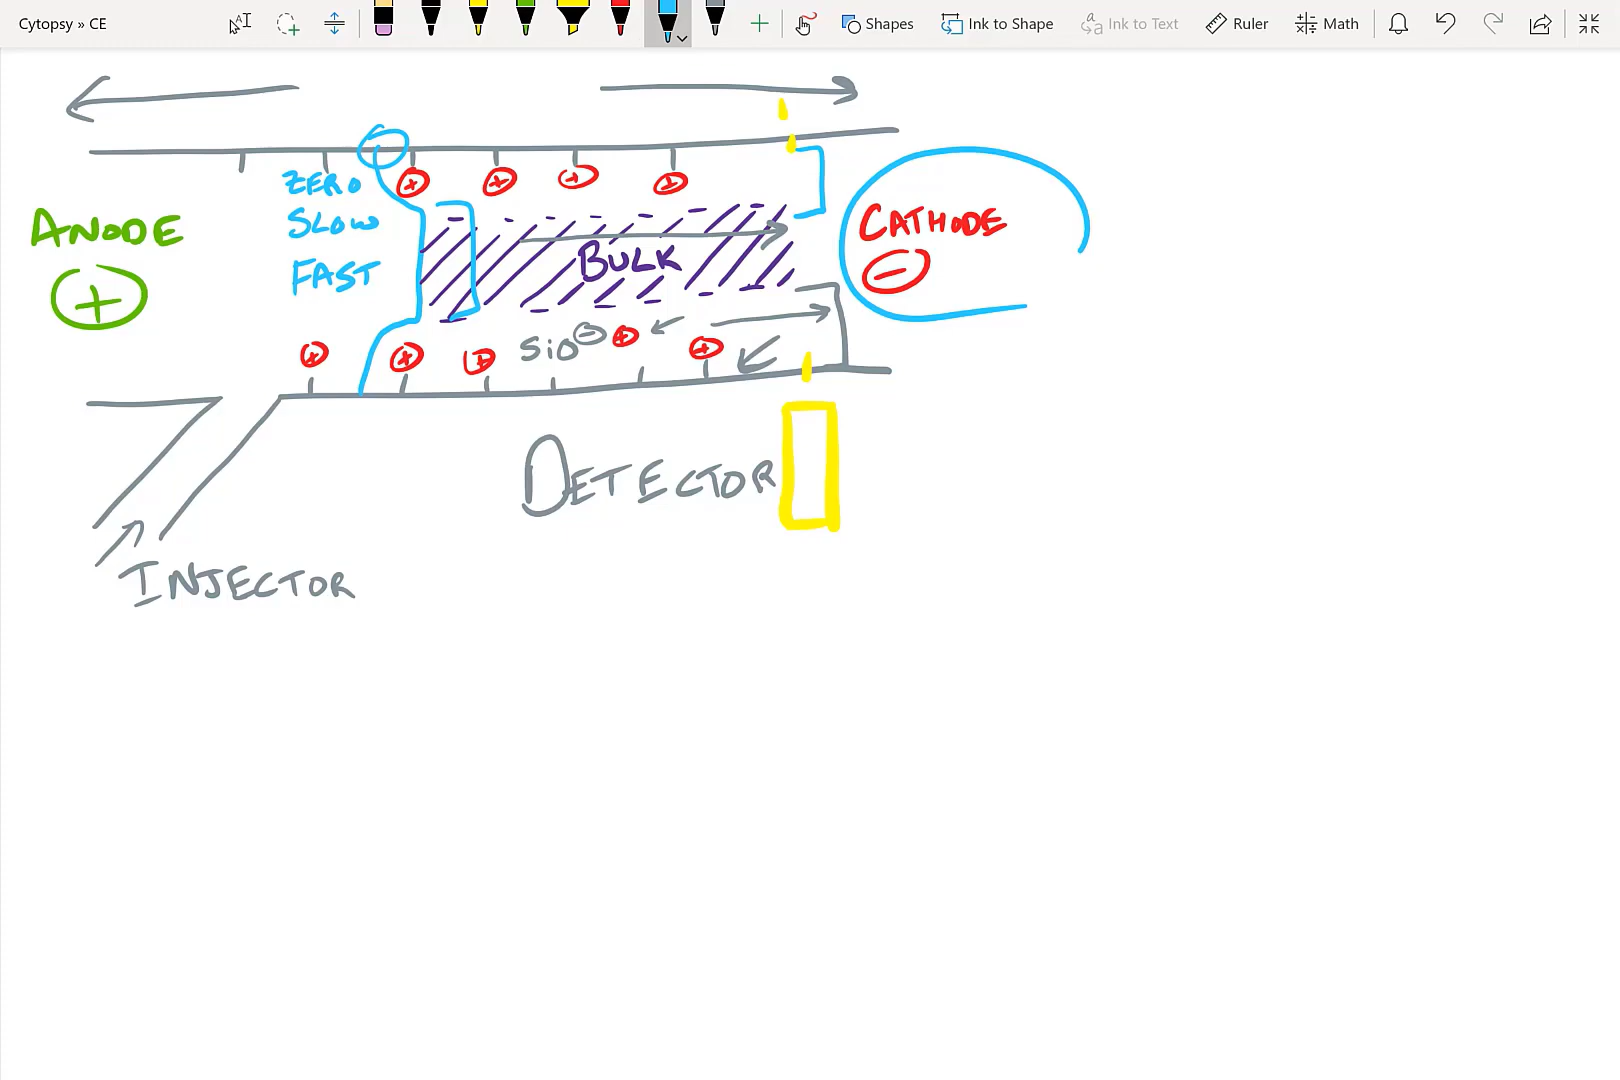 Cytopsy » CE
Shapes
Ink to Shape
Ink to Text
Ruler
Math
ZERO
SLOW
FAST
ANODE
+
BULK
CATHODE
−
SiO⊖ ⊕
DETECTOR
INJECTOR